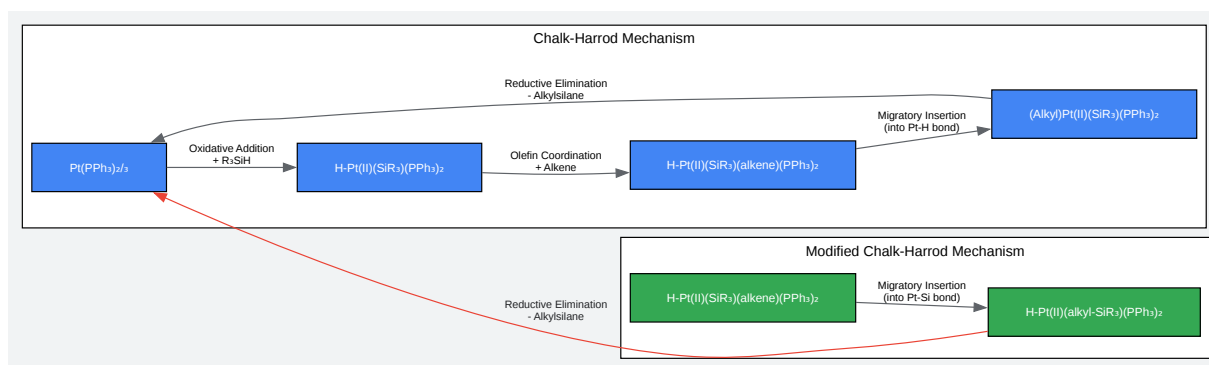 Chalk-Harrod Mechanism
Reductive Elimination
- Alkylsilane
Migratory Insertion
(into Pt-H bond)
(Alkyl)Pt(II)(SiR₃)(PPh₃)₂
Pt(PPh₃)₂/₃
Oxidative Addition
+ R₃SiH
H-Pt(II)(SiR₃)(PPh₃)₂
Olefin Coordination
+ Alkene
H-Pt(II)(SiR₃)(alkene)(PPh₃)₂
Modified Chalk-Harrod Mechanism
H-Pt(II)(SiR₃)(alkene)(PPh₃)₂
Migratory Insertion
(into Pt-Si bond)
H-Pt(II)(alkyl-SiR₃)(PPh₃)₂
Reductive Elimination
- Alkylsilane